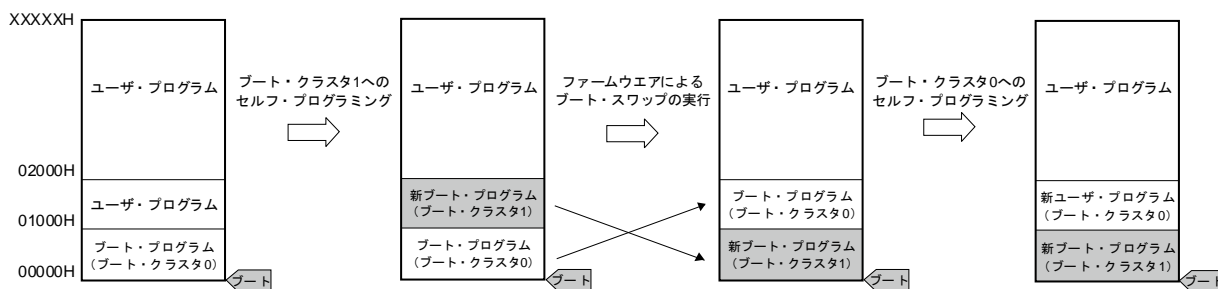 XXXXXH
ユーザ・プログラム
02000H
ユーザ・プログラム
01000H
ブート・プログラム
(ブート・クラスタ0)
00000H
ブート
ブート・クラスタ1への
セルフ・プログラミング
ユーザ・プログラム
新ブート・プログラム
(ブート・クラスタ1)
ブート・プログラム
(ブート・クラスタ0)
ブート
ファームウエアによる
ブート・スワップの実行
ユーザ・プログラム
ブート・プログラム
(ブート・クラスタ0)
新ブート・プログラム
(ブート・クラスタ1)
ブート
ブート・クラスタ0への
セルフ・プログラミング
ユーザ・プログラム
新ユーザ・プログラム
(ブート・クラスタ0)
新ブート・プログラム
(ブート・クラスタ1)
ブート